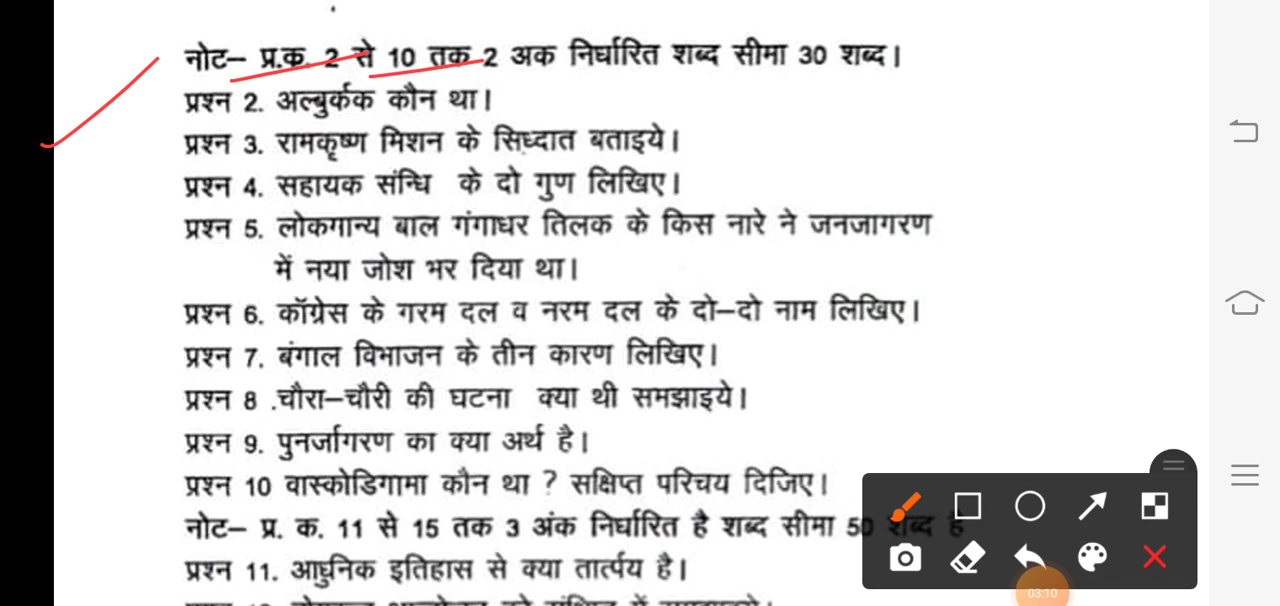 नोट– प्र.क. 2 से 10 तक 2 अक निर्धारित शब्द सीमा 30 शब्द।
प्रश्न 2. अल्बुर्कक कौन था।
प्रश्न 3. रामकृष्ण मिशन के सिध्दात बताइये।
प्रश्न 4. सहायक संन्धि के दो गुण लिखिए।
प्रश्न 5. लोकगान्य बाल गंगाधर तिलक के किस नारे ने जनजागरण
में नया जोश भर दिया था।
प्रश्न 6. कॉग्रेस के गरम दल व नरम दल के दो–दो नाम लिखिए।
प्रश्न 7. बंगाल विभाजन के तीन कारण लिखिए।
प्रश्न 8 .चौरा–चौरी की घटना क्या थी समझाइये।
प्रश्न 9. पुनर्जागरण का क्या अर्थ है।
प्रश्न 10 वास्कोडिगामा कौन था ? सक्षिप्त परिचय दिजिए।
नोट– प्र. क. 11 से 15 तक 3 अंक निर्धारित है शब्द सीमा 50 शब्द है
प्रश्न 11. आधुनिक इतिहास से क्या तार्त्पय है।
03:10